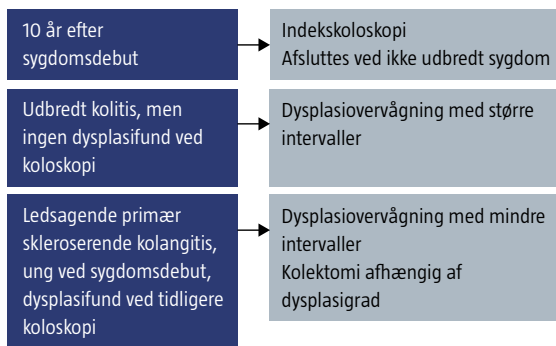 10 år efter
sygdomsdebut
Indekskoloskopi
Afsluttes ved ikke udbredt sygdom
Udbredt kolitis, men
ingen dysplasifund ved
koloskopi
Dysplasiovervågning med større
intervaller
Ledsagende primær
skleroserende kolangitis,
ung ved sygdomsdebut,
dysplasifund ved tidligere
koloskopi
Dysplasiovervågning med mindre
intervaller
Kolektomi afhængig af
dysplasigrad